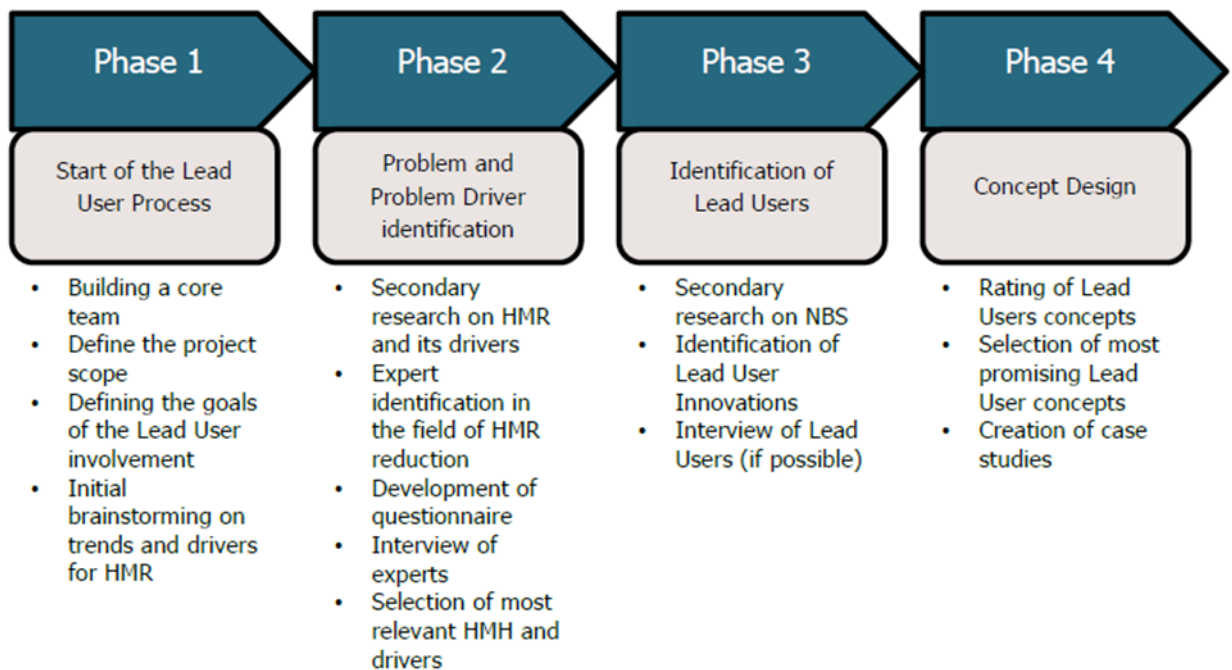 Phase 1
Start of the Lead
User Process
• Building a core
team
• Define the project
scope
• Defining the goals
of the Lead User
involvement
• Initial
brainstorming on
trends and drivers
for HMR
Phase 2
Problem and
Problem Driver
identification
• Secondary
research on HMR
and its drivers
• Expert
identification in
the field of HMR
reduction
• Development of
questionnaire
• Interview of
experts
• Selection of most
relevant HMH and
drivers
Phase 3
Identification of
Lead Users
• Secondary
research on NBS
• Identification of
Lead User
Innovations
• Interview of Lead
Users (if possible)
Phase 4
Concept Design
• Rating of Lead
Users concepts
• Selection of most
promising Lead
User concepts
• Creation of case
studies